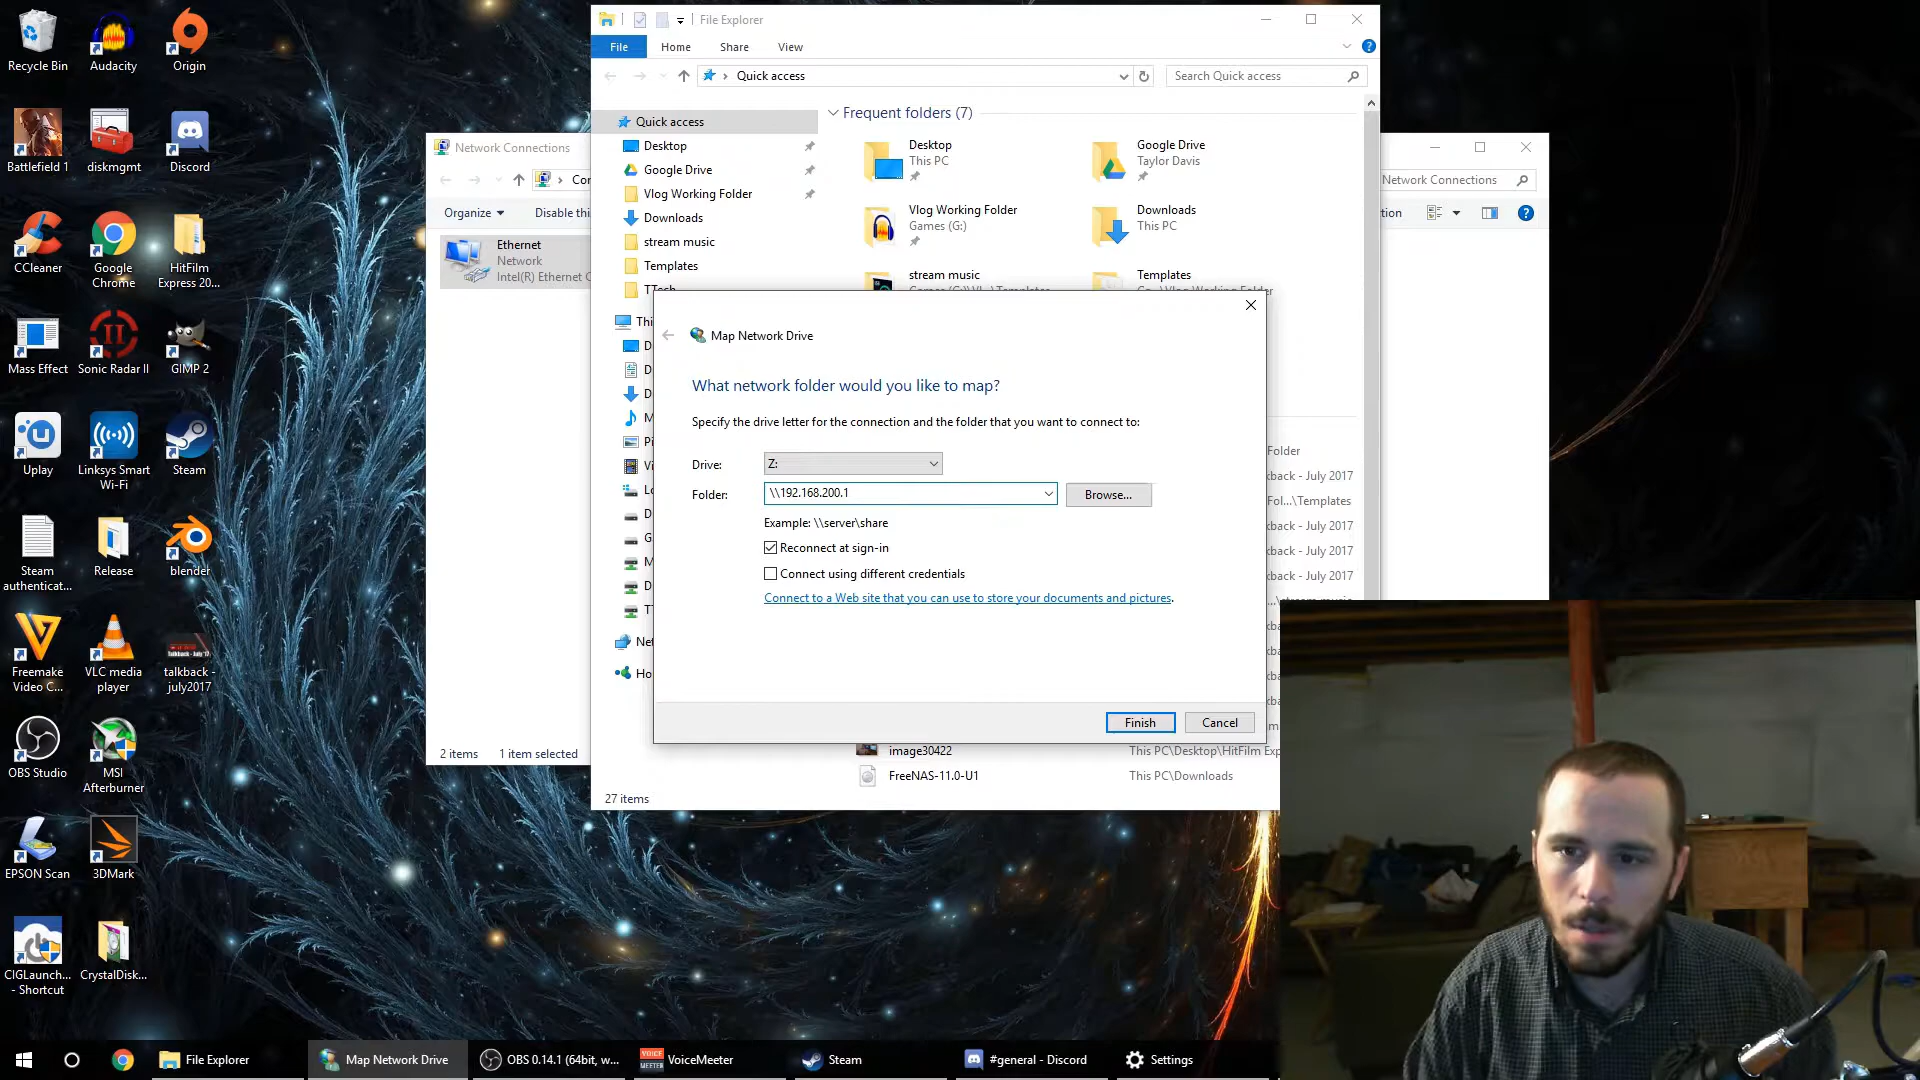 Recycle Bin
Audacity
Origin
Battlefield 1
diskmgmt
Discord
CCleaner
Google
Chrome
HitFilm
Express 20...
Mass Effect
Sonic Radar II
GIMP 2
Uplay
Linksys Smart
Wi-Fi
Steam
Steam
authenticat...
Release
blender
Freemake
Video C...
VLC media
player
talkback -
july2017
OBS Studio
MSI
Afterburner
EPSON Scan
3DMark
CIGLaunch...
- Shortcut
CrystalDisk...
Network Connections
Organize
Disable thi
Ethernet
Network
Intel(R) Ethernet C
2 items 1 item selected
Network Connections
File Explorer
File Home Share View
Quick access
Search Quick access
Quick access
Desktop
Google Drive
Vlog Working Folder
Downloads
stream music
Templates
Frequent folders (7)
Desktop
This PC
Google Drive
Taylor Davis
Vlog Working Folder
Games (G:)
Downloads
This PC
stream music
Templates
Map Network Drive
What network folder would you like to map?
Specify the drive letter for the connection and the folder that you want to connect to:
Drive: Z:
Folder: \\192.168.200.1 Browse...
Example: \\server\share
Reconnect at sign-in
Connect using different credentials
Connect to a Web site that you can use to store your documents and pictures.
Finish Cancel
Folder
kback - July 2017
Fol...\Templates
kback - July 2017
kback - July 2017
kback - July 2017
image30422 This PC\Desktop\HitFilm Exp
FreeNAS-11.0-U1 This PC\Downloads
27 items
File Explorer
Map Network Drive
OBS 0.14.1 (64bit, w...
VoiceMeeter
Steam
#general - Discord
Settings